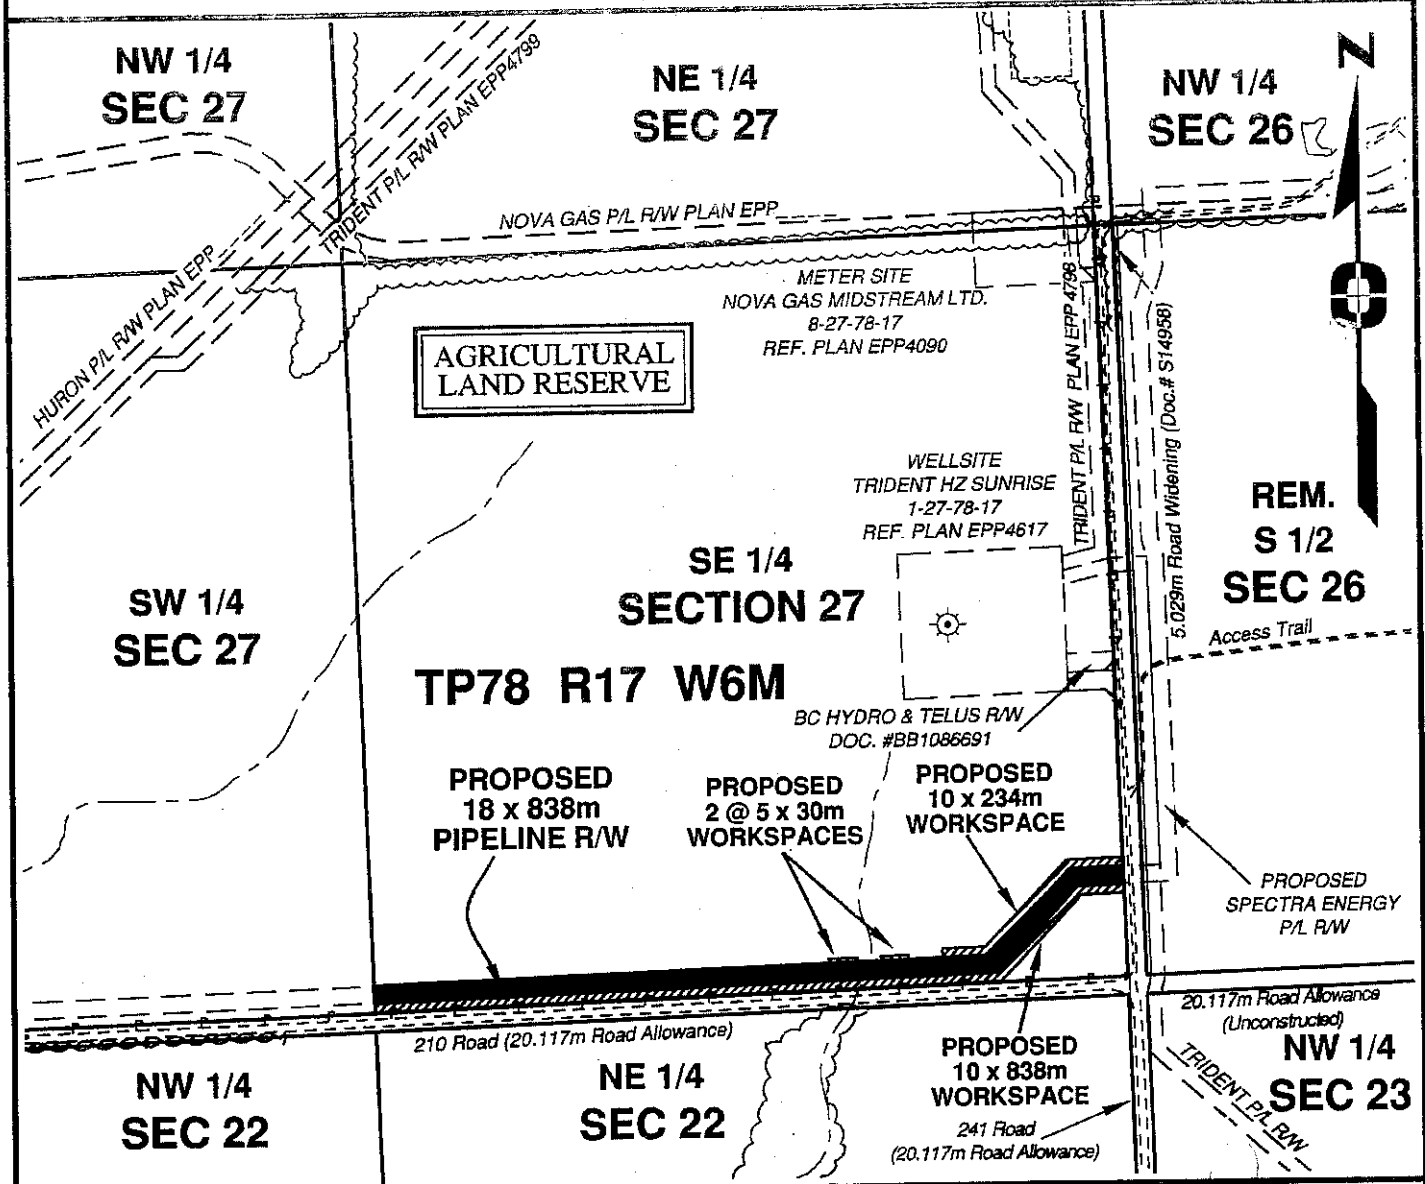 NW 1/4
SEC 27
NE 1/4
SEC 27
NW 1/4
SEC 26
N
TRIDENT P/L R/W PLAN EPP4799
HURON P/L R/W PLAN EPP
NOVA GAS P/L R/W PLAN EPP
METER SITE
NOVA GAS MIDSTREAM LTD.
8-27-78-17
REF. PLAN EPP4090
AGRICULTURAL
LAND RESERVE
TRIDENT P/L R/W PLAN EPP 4798
5.029m Road Widening (Doc.# S14958)
WELLSITE
TRIDENT HZ SUNRISE
1-27-78-17
REF. PLAN EPP4617
REM.
S 1/2
SEC 26
SE 1/4
SECTION 27
SW 1/4
SEC 27
Access Trail
TP78 R17 W6M
BC HYDRO & TELUS R/W
DOC. #BB1086691
PROPOSED
18 x 838m
PIPELINE R/W
PROPOSED
2 @ 5 x 30m
WORKSPACES
PROPOSED
10 x 234m
WORKSPACE
PROPOSED
SPECTRA ENERGY
P/L R/W
20.117m Road Allowance
(Unconstructed)
210 Road (20.117m Road Allowance)
NW 1/4
SEC 22
NE 1/4
SEC 22
PROPOSED
10 x 838m
WORKSPACE
241 Road
(20.117m Road Allowance)
NW 1/4
SEC 23
TRIDENT P/L R/W